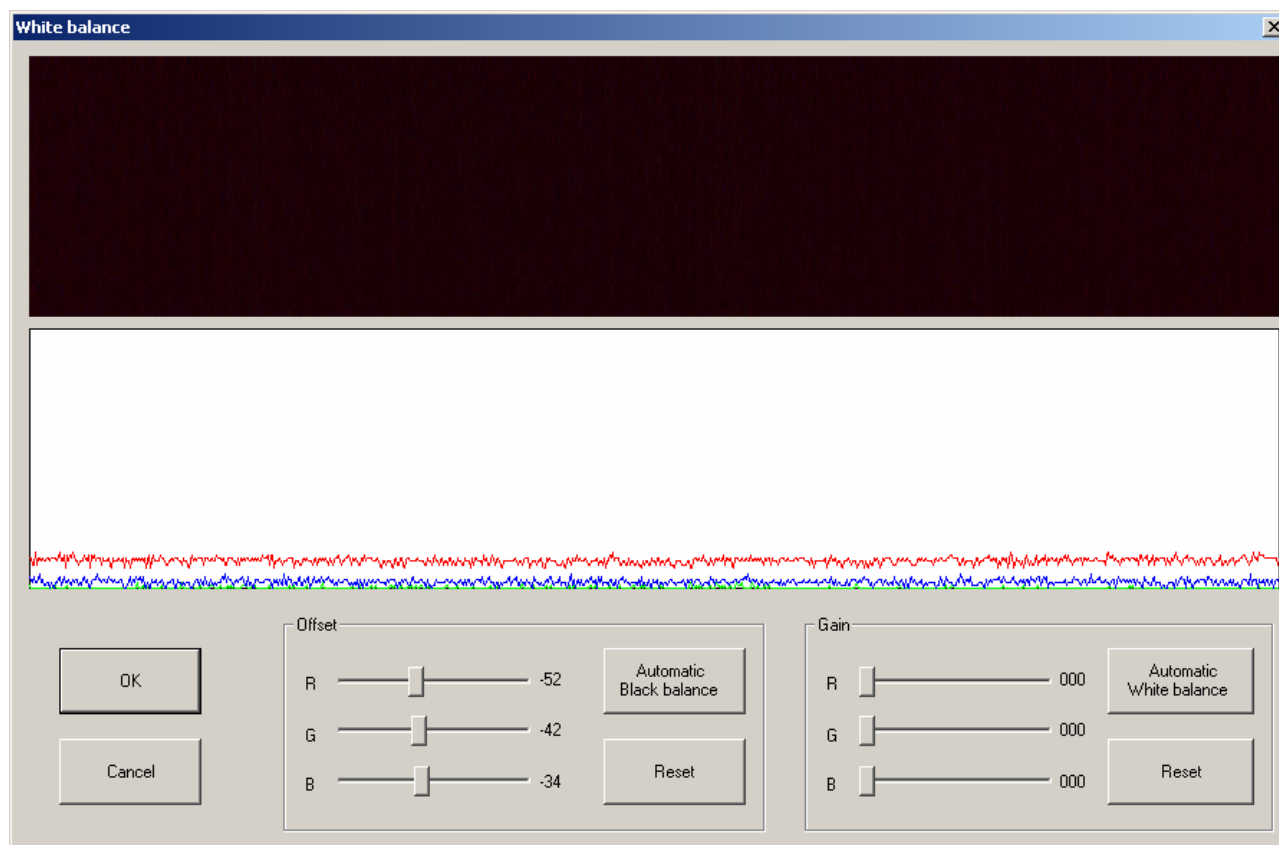 White balance
Offset
Gain
OK
R
-52
Automatic
Black balance
R
000
Automatic
White balance
G
-42
G
000
Cancel
B
-34
Reset
B
000
Reset